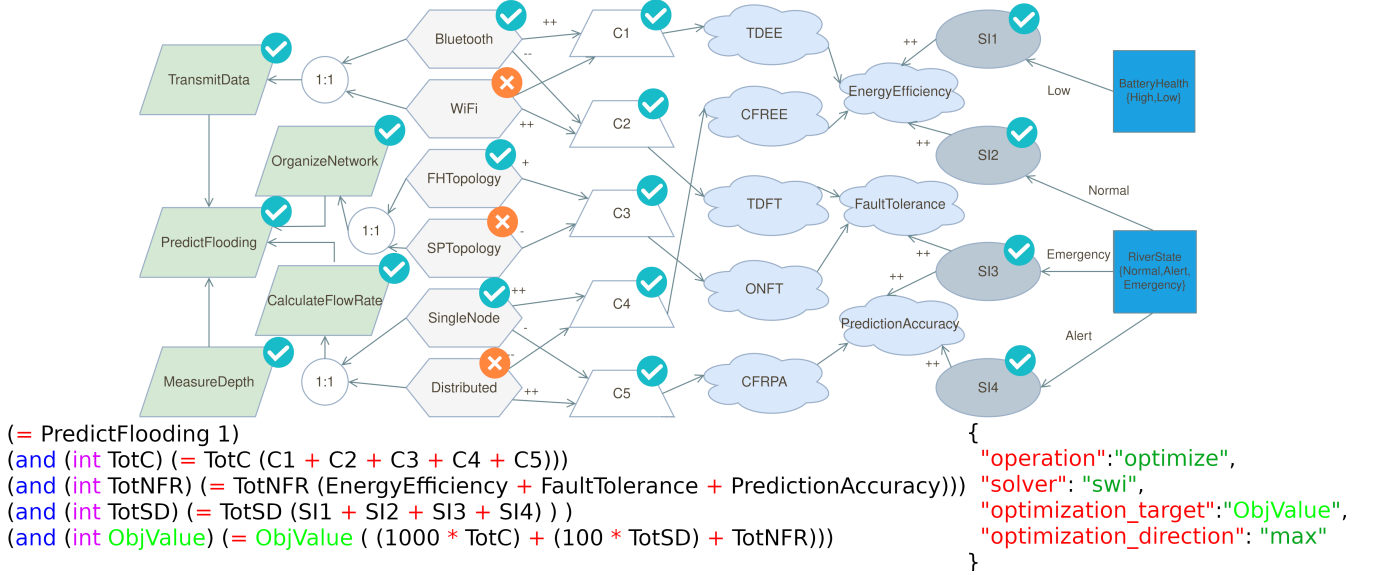 Bluetooth
++
C1
TDEE
SI1
TransmitData
1:1
--
++
BatteryHealth
{High,Low}
WiFi
EnergyEfficiency
Low
++
C2
CFREE
++
OrganizeNetwork
SI2
FHTopology
+
Normal
C3
TDFT
FaultTolerance
1:1
PredictFlooding
SPTopology
-
++
Emergency
RiverState
{Normal,Alert,
Emergency}
SI3
CalculateFlowRate
++
ONFT
SingleNode
++
C4
-
PredictionAccuracy
Alert
--
MeasureDepth
1:1
Distributed
++
C5
CFRPA
++
SI4
(= PredictFlooding 1)
(and (int TotC) (= TotC (C1 + C2 + C3 + C4 + C5)))
(and (int TotNFR) (= TotNFR (EnergyEfficiency + FaultTolerance + PredictionAccuracy)))
(and (int TotSD) (= TotSD (SI1 + SI2 + SI3 + SI4) ) )
(and (int ObjValue) (= ObjValue ( (1000 * TotC) + (100 * TotSD) + TotNFR)))
{
"operation":"optimize",
"solver": "swi",
"optimization_target":"ObjValue",
"optimization_direction": "max"
}